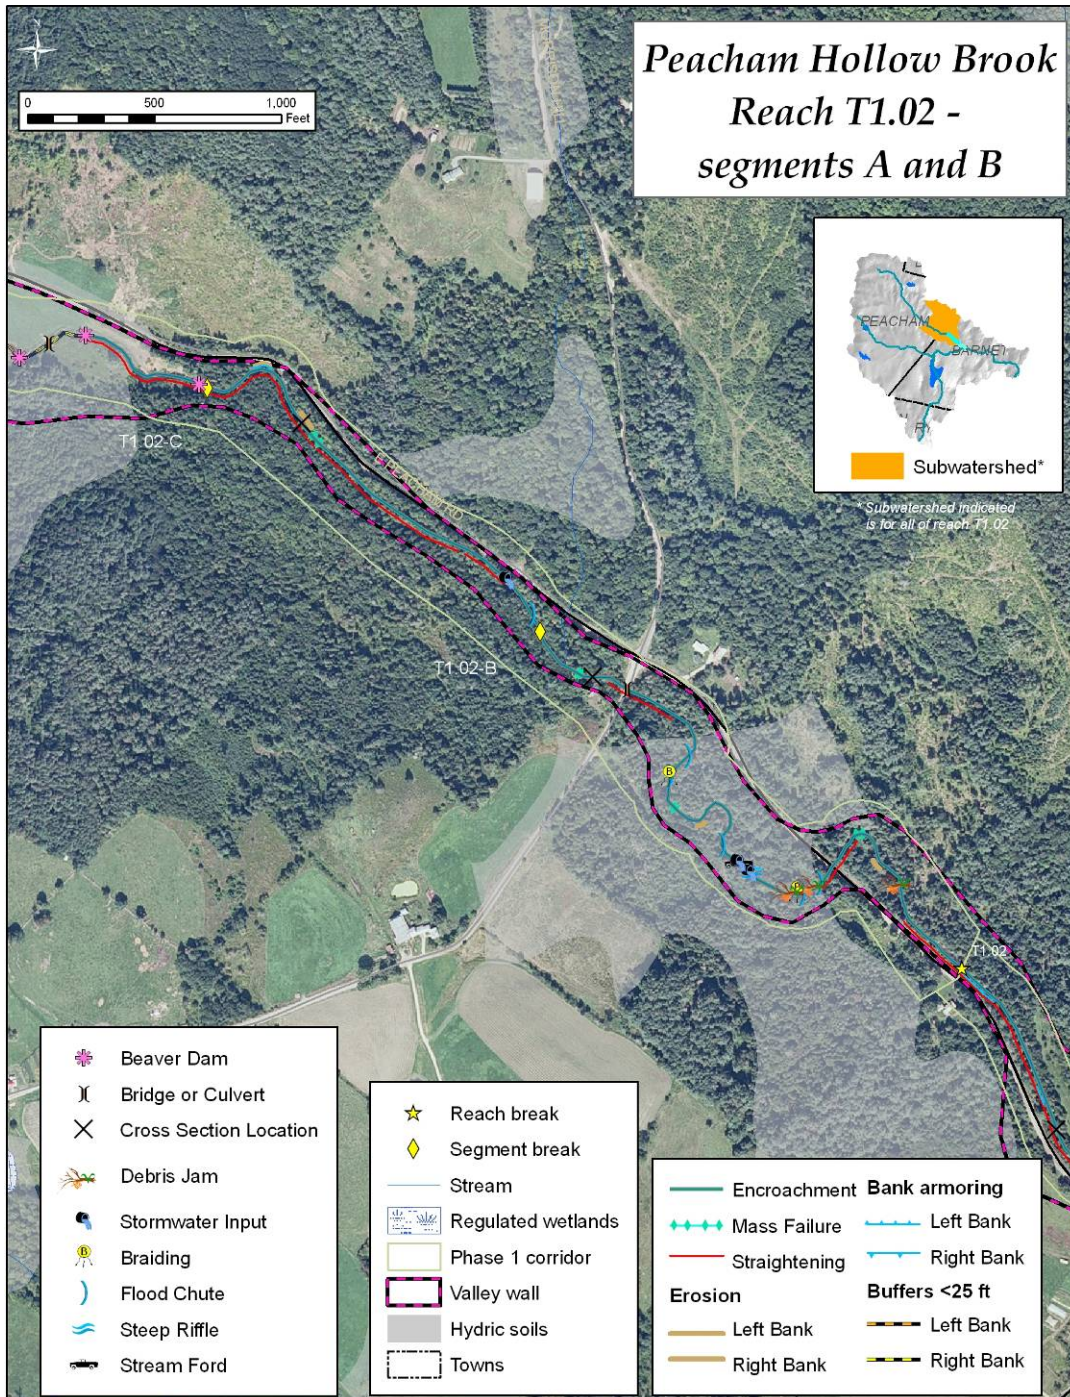 Peacham Hollow Brook
Reach T1.02 -
segments A and B
0 500 1,000
Feet
PEACHAM
BARNET
RY
Subwatershed*
* Subwatershed indicated
is for all of reach T1.02
T1.02-C
E PEACHAM RD
T1.02-B
T1.02
Beaver Dam
Bridge or Culvert
Cross Section Location
Debris Jam
Stormwater Input
B
Braiding
Flood Chute
Steep Riffle
Stream Ford
Reach break
Segment break
Stream
Regulated wetlands
Phase 1 corridor
Valley wall
Hydric soils
Towns
Encroachment
Mass Failure
Straightening
Erosion
Left Bank
Right Bank
Bank armoring
Left Bank
Right Bank
Buffers <25 ft
Left Bank
Right Bank